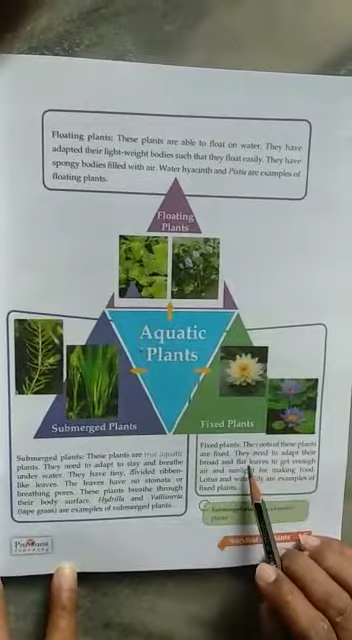 Floating plants: These plants are able to float on water. They have
adapted their light-weight bodies such that they float easily. They have
spongy bodies filled with air. Water hyacinth and Pistia are examples of
floating plants.
Floating
Plants
Aquatic
Plants
Submerged Plants
Fixed Plants
Submerged plants: These plants are true aquatic
plants. They need to adapt to stay and breathe
under water. They have tiny, divided ribbon-
like leaves. The leaves have no stomata or
breathing pores. These plants breathe through
their body surface. Hydrilla and Vallisneria
(tape grass) are examples of submerged plants.
Fixed plants: The roots of these plants
are fixed. They need to adapt their
broad and flat leaves to get enough
air and sunlight for making food.
Lotus and water lily are examples of
fixed plants.
Submerged plants
plants
Plants
learning